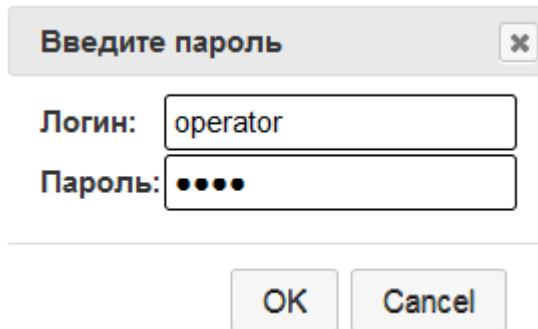 Введите пароль
Логин: operator
Пароль: ••••
OK Cancel